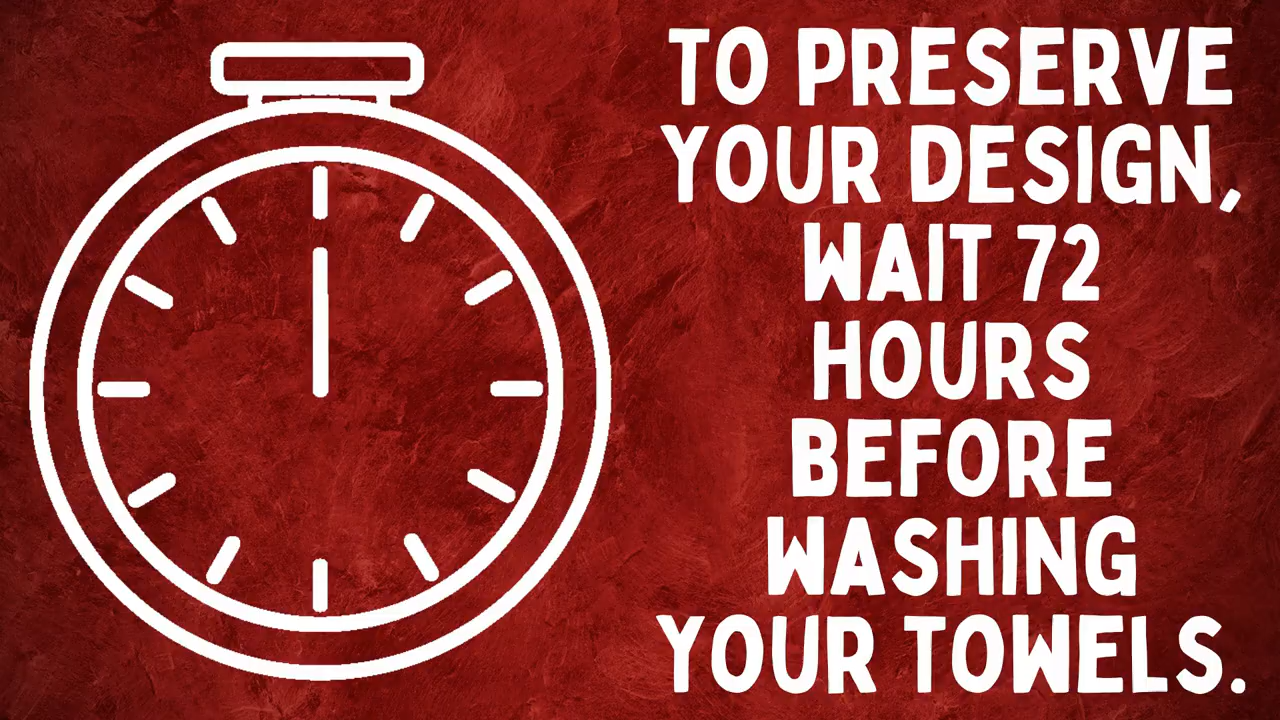 TO PRESERVE
YOUR DESIGN,
WAIT 72
HOURS
BEFORE
WASHING
YOUR TOWELS.